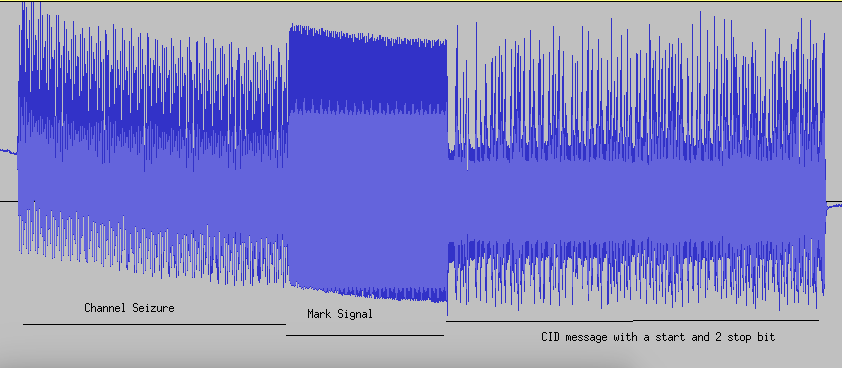 Channel Seizure
Mark Signal
CID message with a start and 2 stop bit